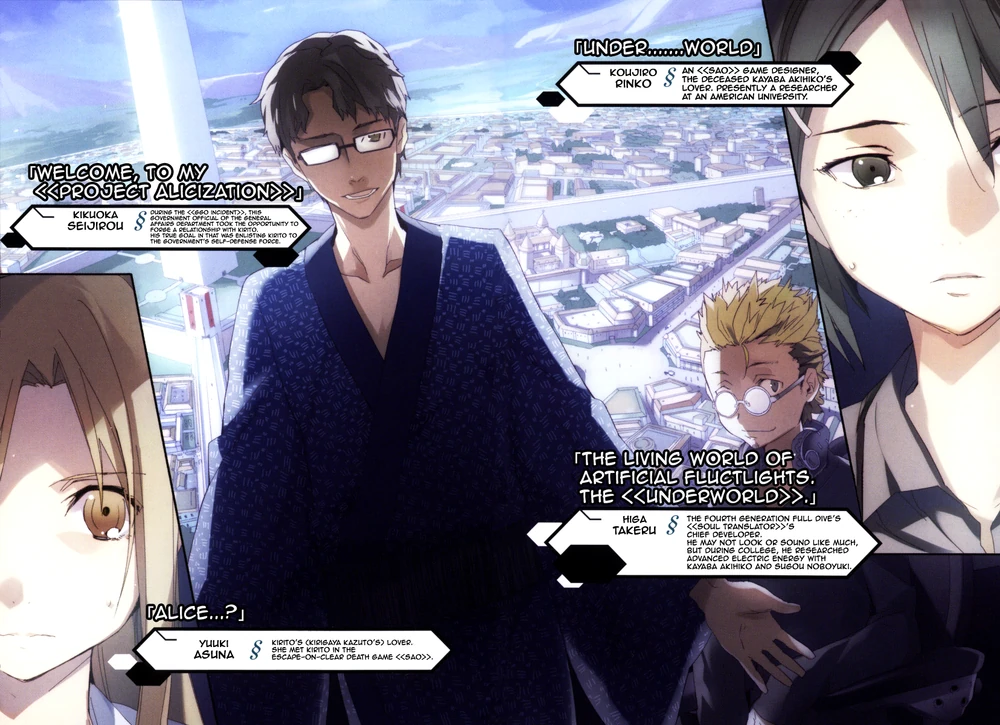 「UNDER.......WORLD」
KOUJIRO
RINKO
§
AN <<SAO>> GAME DESIGNER,
THE DECEASED KAYABA AKIHIKO'S
LOVER. PRESENTLY A RESEARCHER
AT AN AMERICAN UNIVERSITY.
「WELCOME, TO MY
<<PROJECT ALICIZATION>>」
KIKUOKA
SEIJIROU
§
DURING THE <<GGO INCIDENT>>, THIS
GOVERNMENT OFFICIAL OF THE GENERAL
AFFAIRS DEPARTMENT TOOK THE OPPORTUNITY TO
FORGE A RELATIONSHIP WITH KIRITO.
HIS TRUE GOAL IN THAT WAS ENLISTING KIRITO TO
THE GOVERNMENT'S SELF-DEFENSE FORCE.
「THE LIVING WORLD OF
ARTIFICIAL FLUCTLIGHTS.
THE <<UNDERWORLD>>.」
HIGA
TAKERU
§
THE FOURTH GENERATION FULL DIVE'S
<<SOUL TRANSLATOR>>'S
CHIEF DEVELOPER.
HE MAY NOT LOOK OR SOUND LIKE MUCH,
BUT DURING COLLEGE, HE RESEARCHED
ADVANCED ELECTRIC ENERGY WITH
KAYABA AKIHIKO AND SUGOU NOBOYUKI.
「ALICE...?」
YUUKI
ASUNA
§
KIRITO'S (KIRIGAYA KAZUTO'S) LOVER.
SHE MET KIRITO IN THE
ESCAPE-ON-CLEAR DEATH GAME <<SAO>>.